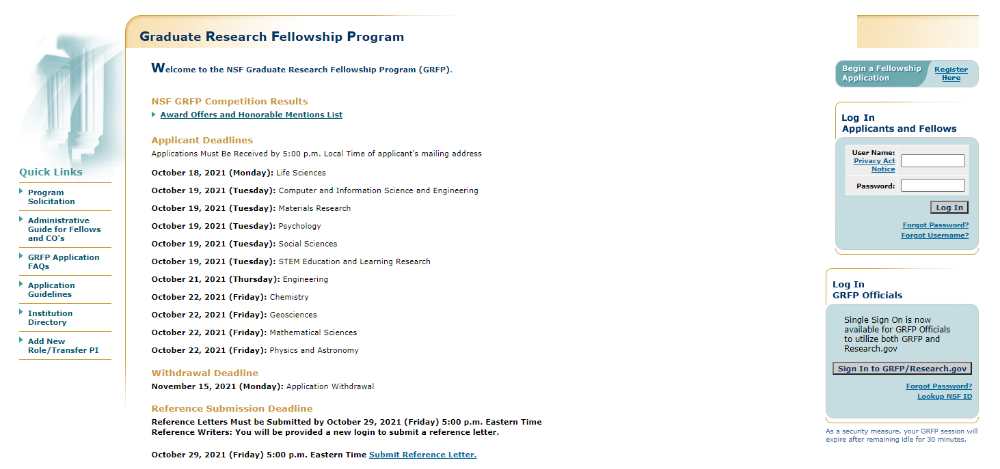 Graduate Research Fellowship Program
Welcome to the NSF Graduate Research Fellowship Program (GRFP).
NSF GRFP Competition Results
Award Offers and Honorable Mentions List
Applicant Deadlines
Applications Must Be Received by 5:00 p.m. Local Time of applicant's mailing address
October 18, 2021 (Monday): Life Sciences
October 19, 2021 (Tuesday): Computer and Information Science and Engineering
October 19, 2021 (Tuesday): Materials Research
October 19, 2021 (Tuesday): Psychology
October 19, 2021 (Tuesday): Social Sciences
October 19, 2021 (Tuesday): STEM Education and Learning Research
October 21, 2021 (Thursday): Engineering
October 22, 2021 (Friday): Chemistry
October 22, 2021 (Friday): Geosciences
October 22, 2021 (Friday): Mathematical Sciences
October 22, 2021 (Friday): Physics and Astronomy
Withdrawal Deadline
November 15, 2021 (Monday): Application Withdrawal
Reference Submission Deadline
Reference Letters Must be Submitted by October 29, 2021 (Friday) 5:00 p.m. Eastern Time
Reference Writers: You will be provided a new login to submit a reference letter.
October 29, 2021 (Friday) 5:00 p.m. Eastern Time Submit Reference Letter.
Quick Links
Program
Solicitation
Administrative
Guide for Fellows
and CO's
GRFP Application
FAQs
Application
Guidelines
Institution
Directory
Add New
Role/Transfer PI
Begin a Fellowship
Application
Register
Here
Log In
Applicants and Fellows
User Name:
Privacy Act
Notice
Password:
Log In
Forgot Password?
Forgot Username?
Log In
GRFP Officials
Single Sign On is now
available for GRFP Officials
to utilize both GRFP and
Research.gov
Sign In to GRFP/Research.gov
Forgot Password?
Lookup NSF ID
As a security measure, your GRFP session will
expire after remaining idle for 30 minutes.